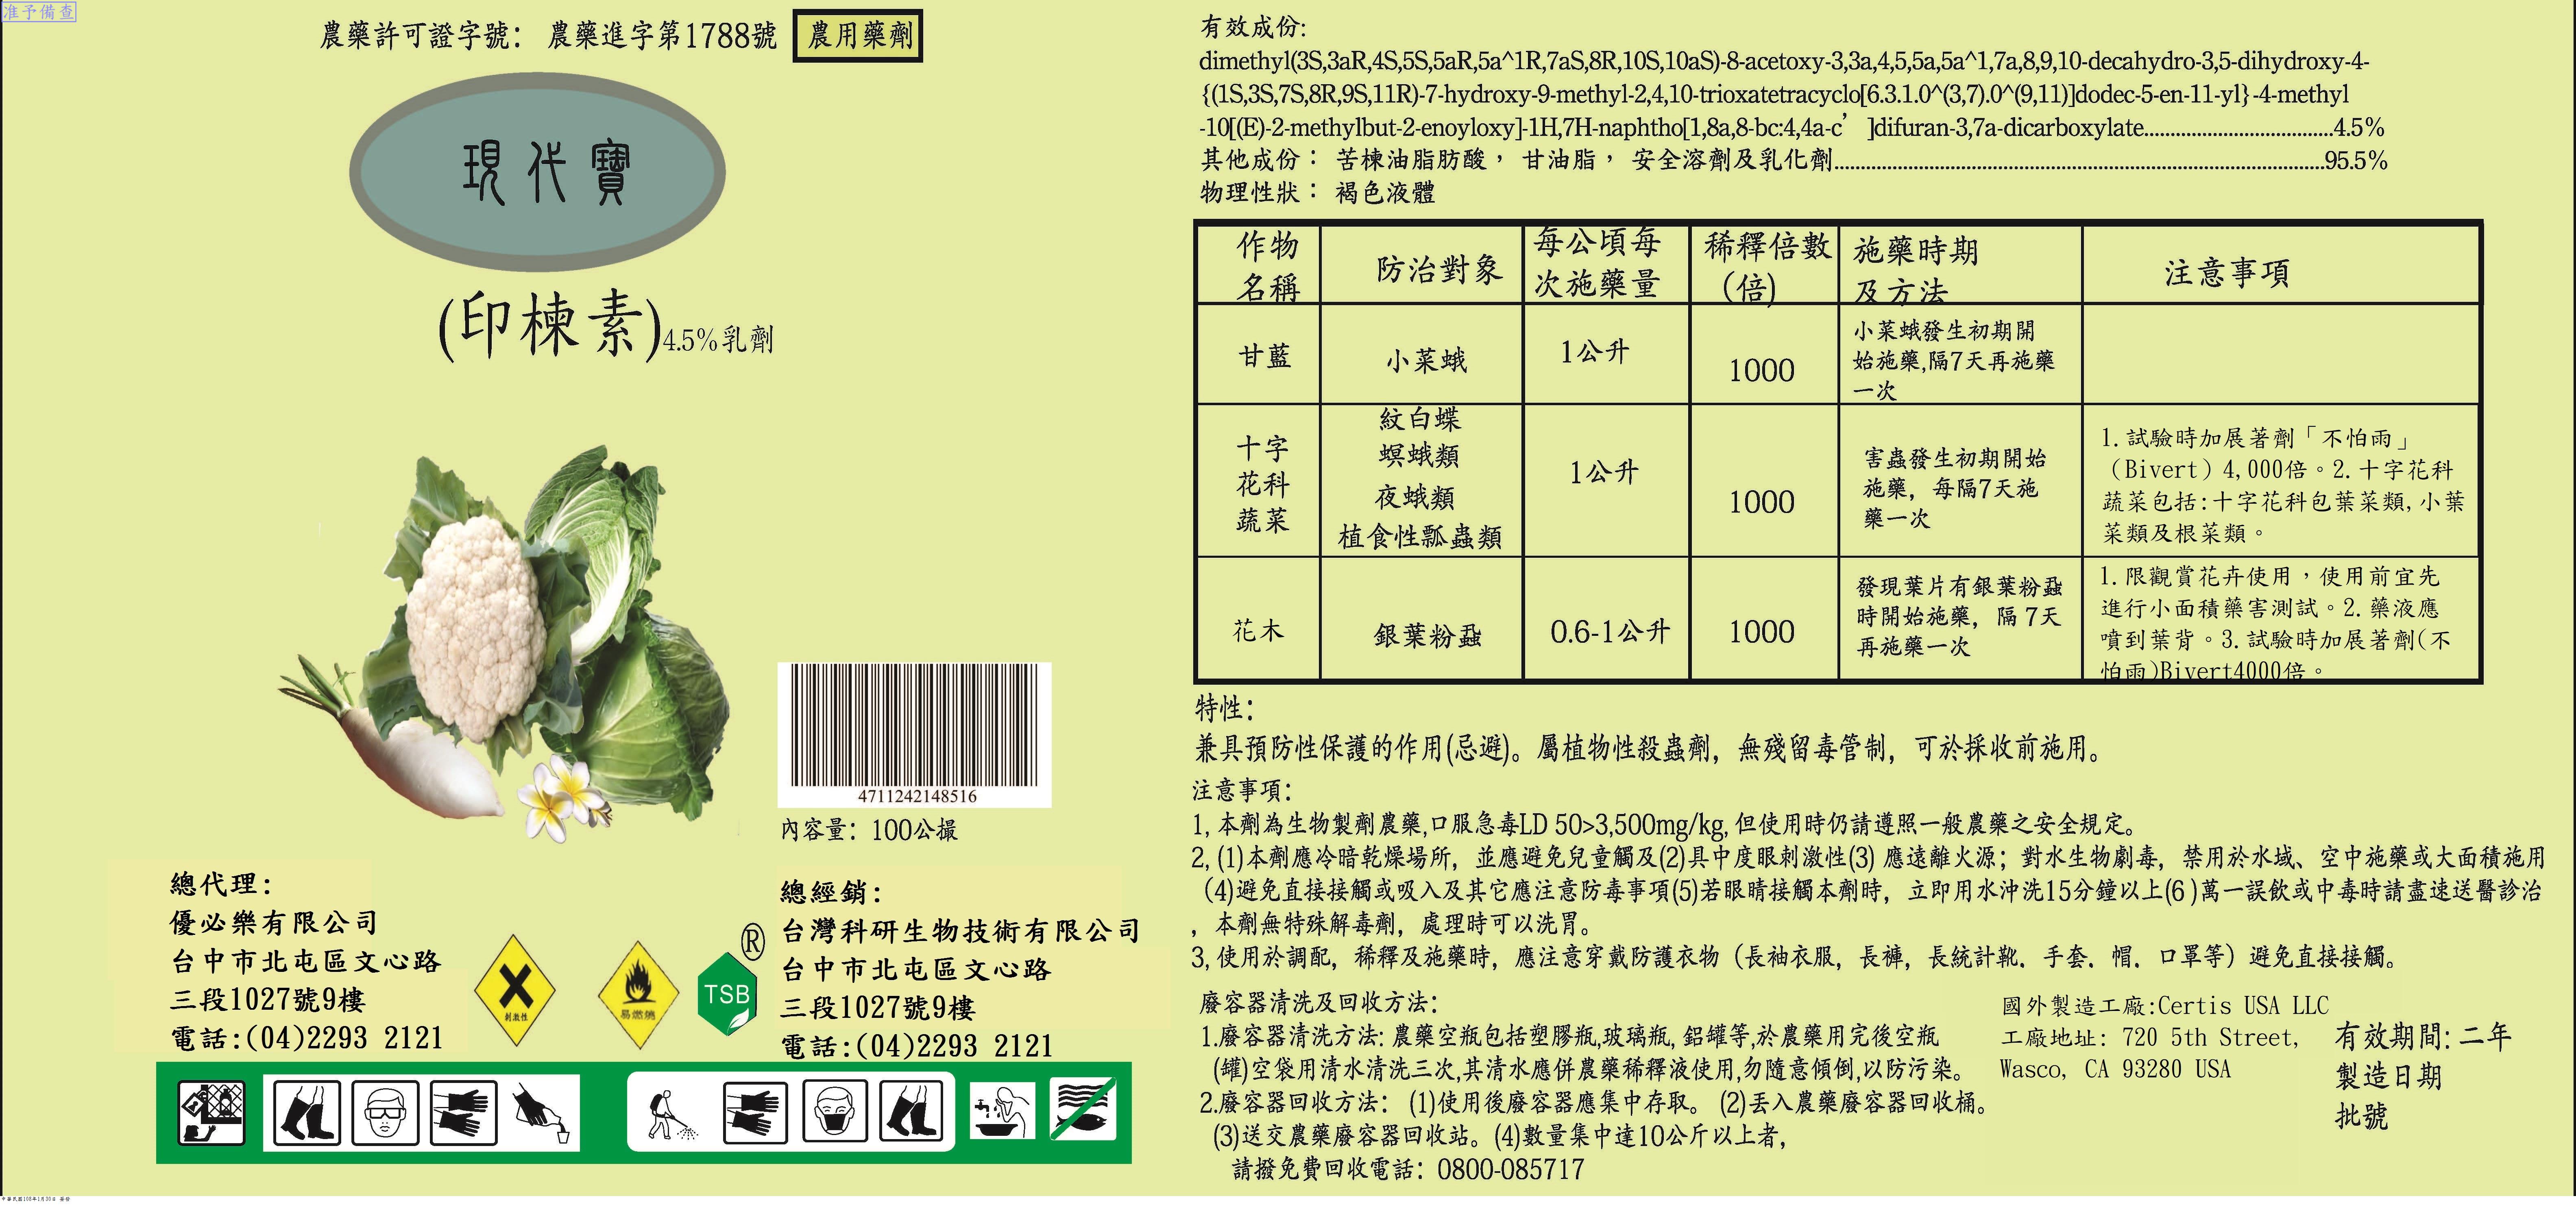 准予備查
農藥許可證字號： 農藥進字第1788號
農用藥劑
現代寶
(印楝素)4.5%乳劑
4711242148516
內容量：100公撮
總代理：
優必樂有限公司
台中市北屯區文心路
三段1027號9樓
電話:(04)2293 2121
刺激性
易燃燒
TSB
®
總經銷：
台灣科研生物技術有限公司
台中市北屯區文心路
三段1027號9樓
電話:(04)2293 2121
有效成份:
dimethyl(3S,3aR,4S,5S,5aR,5a^1R,7aS,8R,10S,10aS)-8-acetoxy-3,3a,4,5,5a,5a^1,7a,8,9,10-decahydro-3,5-dihydroxy-4-
{(1S,3S,7S,8R,9S,11R)-7-hydroxy-9-methyl-2,4,10-trioxatetracyclo[6.3.1.0^(3,7).0^(9,11)]dodec-5-en-11-yl}-4-methyl
-10[(E)-2-methylbut-2-enoyloxy]-1H,7H-naphtho[1,8a,8-bc:4,4a-c’]difuran-3,7a-dicarboxylate...................................4.5%
其他成份： 苦楝油脂肪酸， 甘油脂， 安全溶劑及乳化劑...........................................................................................95.5%
物理性狀： 褐色液體
作物
名稱
防治對象
每公頃每
次施藥量
稀釋倍數
(倍)
施藥時期
及方法
注意事項
甘藍
小菜蛾
1公升
1000
小菜蛾發生初期開
始施藥,隔7天再施藥
一次
十字
花科
蔬菜
紋白蝶
螟蛾類
夜蛾類
植食性瓢蟲類
1公升
1000
害蟲發生初期開始
施藥，每隔7天施
藥一次
1.試驗時加展著劑「不怕雨」
（Bivert）4,000倍。2.十字花科
蔬菜包括:十字花科包葉菜類,小葉
菜類及根菜類。
花木
銀葉粉蝨
0.6-1公升
1000
發現葉片有銀葉粉蝨
時開始施藥，隔 7天
再施藥一次
1.限觀賞花卉使用，使用前宜先
進行小面積藥害測試。2.藥液應
噴到葉背。3.試驗時加展著劑(不
怕雨)Bivert4000倍。
特性：
兼具預防性保護的作用(忌避)。屬植物性殺蟲劑，無殘留毒管制，可於採收前施用。
注意事項：
1,本劑為生物製劑農藥,口服急毒LD 50>3,500mg/kg,但使用時仍請遵照一般農藥之安全規定。
2,(1)本劑應冷暗乾燥場所，並應避免兒童觸及(2)具中度眼刺激性(3) 應遠離火源；對水生物劇毒，禁用於水域、空中施藥或大面積施用
(4)避免直接接觸或吸入及其它應注意防毒事項(5)若眼睛接觸本劑時，立即用水沖洗15分鐘以上(6)萬一誤飲或中毒時請盡速送醫診治
，本劑無特殊解毒劑，處理時可以洗胃。
3,使用於調配，稀釋及施藥時，應注意穿戴防護衣物（長袖衣服，長褲，長統計靴．手套．帽．口罩等）避免直接接觸。
廢容器清洗及回收方法：
1.廢容器清洗方法:農藥空瓶包括塑膠瓶,玻璃瓶,鋁罐等,於農藥用完後空瓶
(罐)空袋用清水清洗三次,其清水應併農藥稀釋液使用,勿隨意傾倒,以防污染。
2.廢容器回收方法： (1)使用後廢容器應集中存取。 (2)丟入農藥廢容器回收桶。
(3)送交農藥廢容器回收站。(4)數量集中達10公斤以上者，
請撥免費回收電話：0800-085717
國外製造工廠:Certis USA LLC
工廠地址: 720 5th Street,
Wasco, CA 93280 USA
有效期間:二年
製造日期
批號